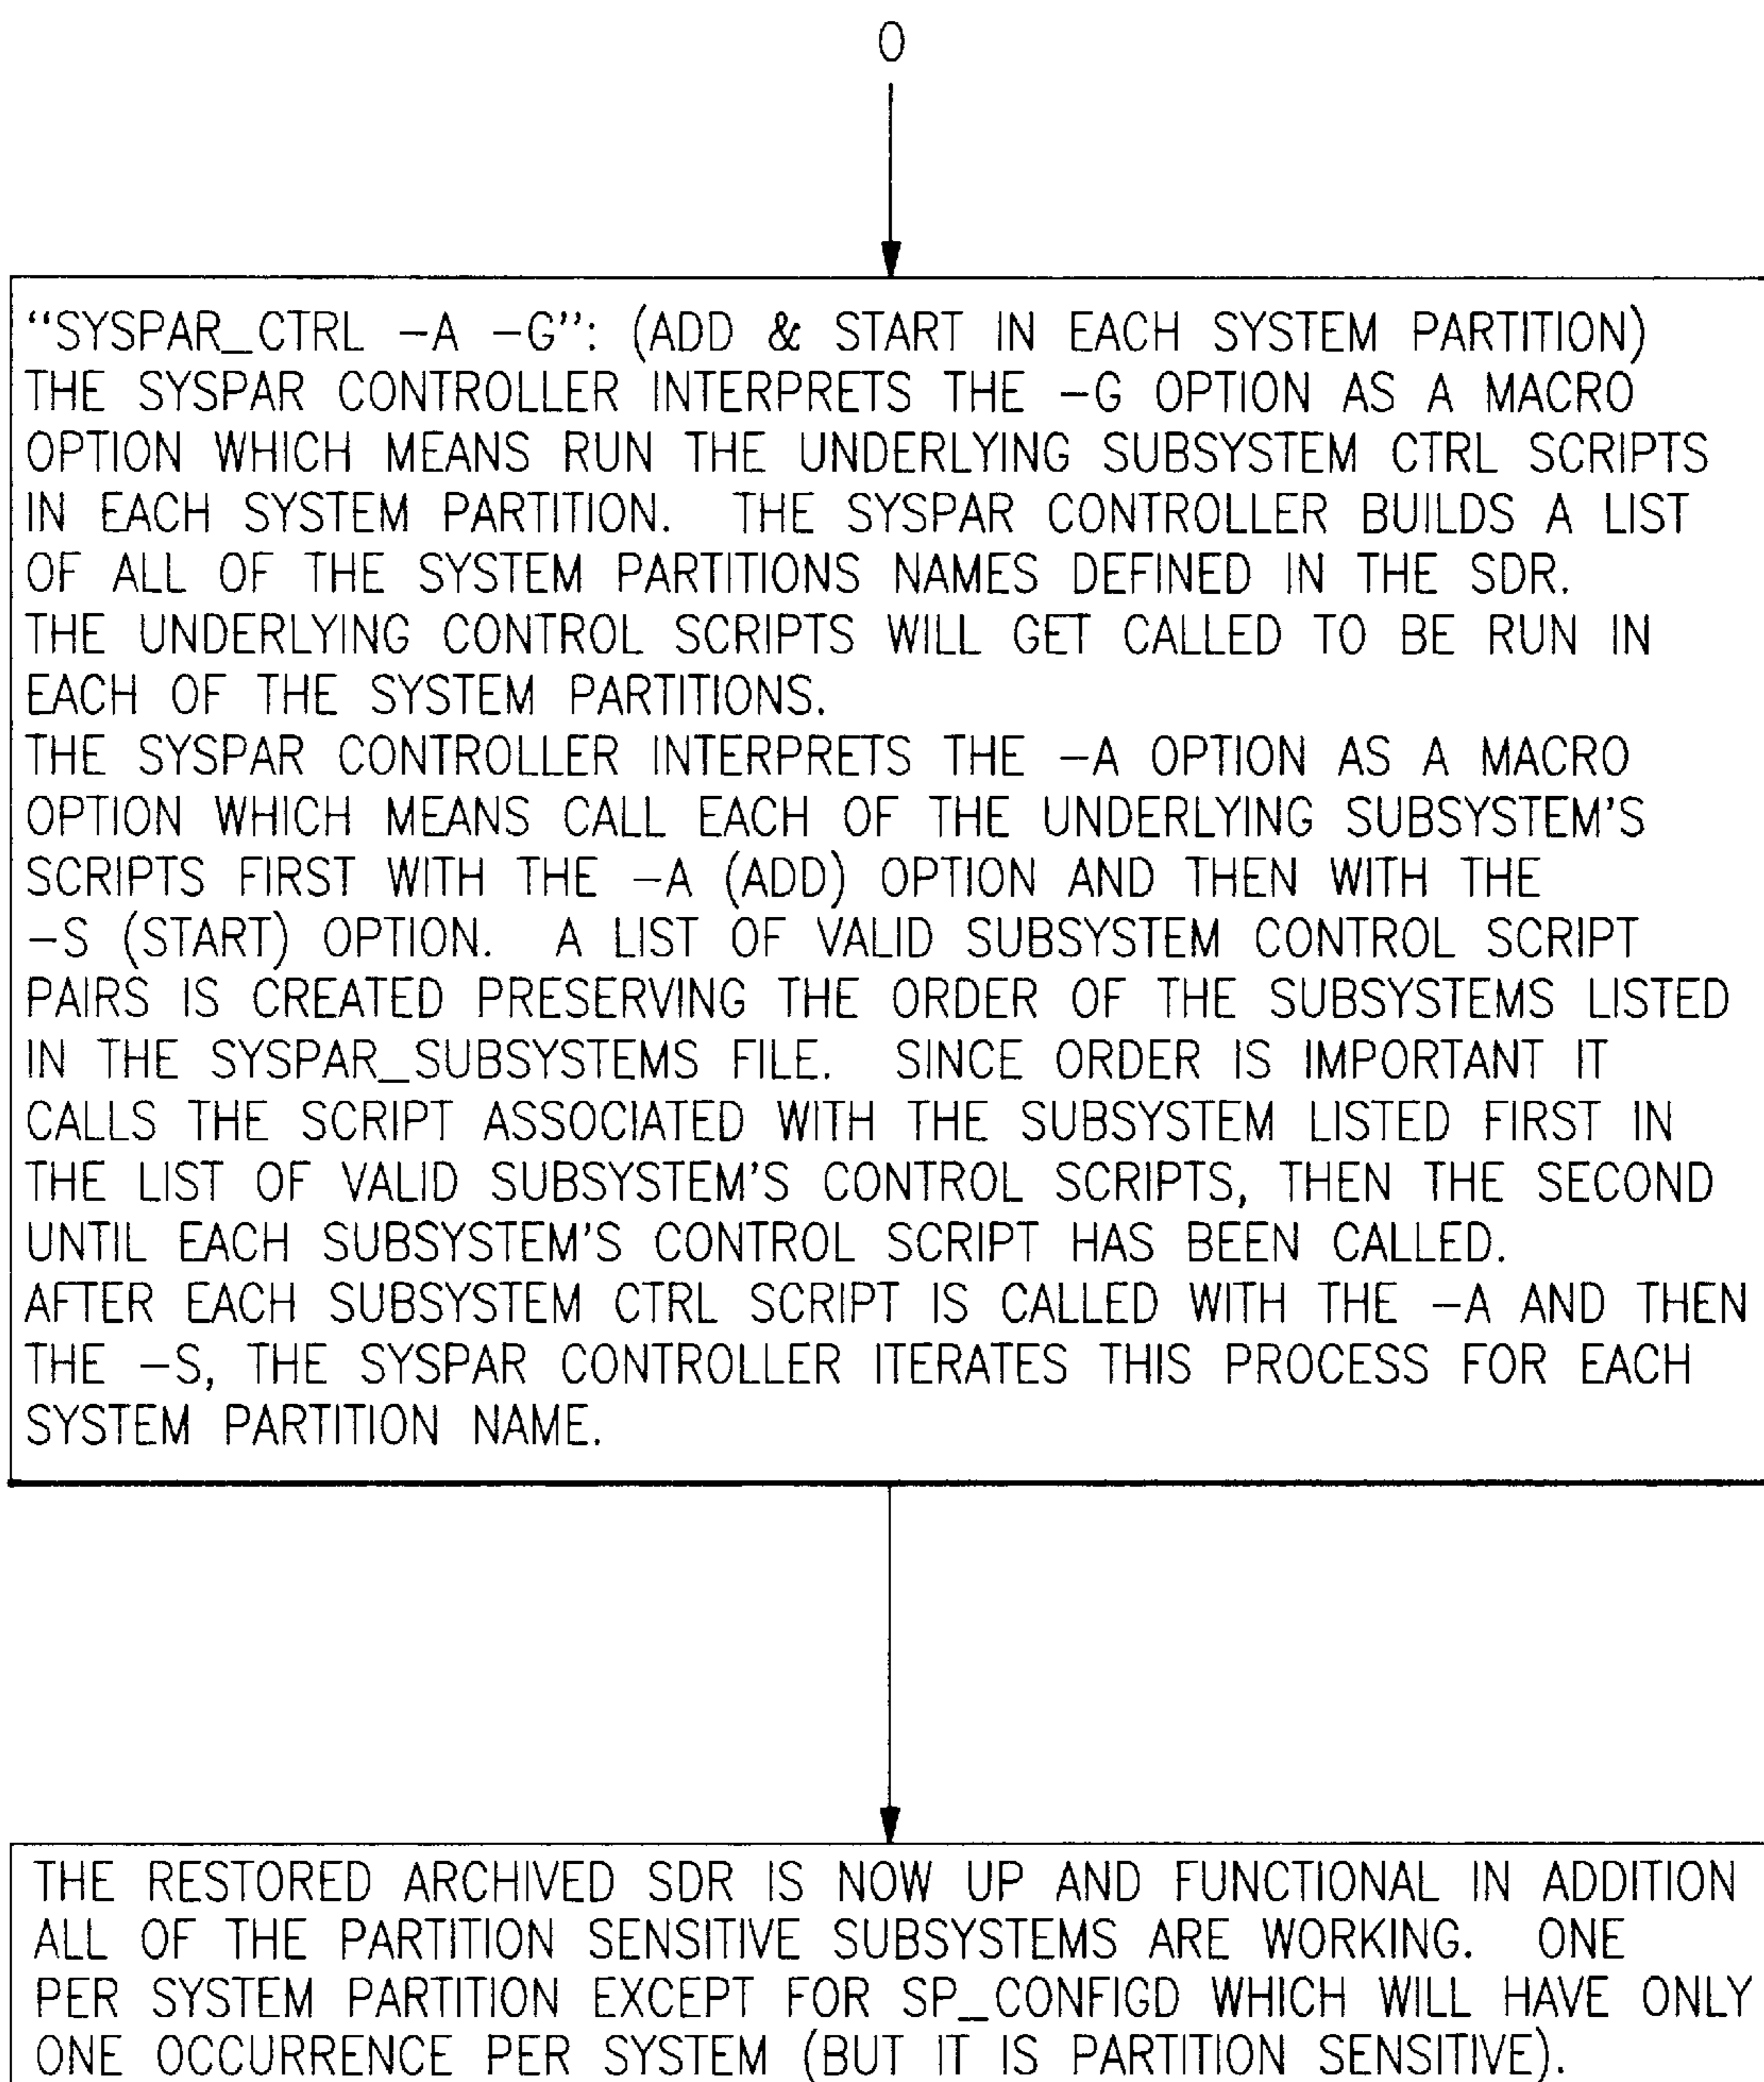 O
“SYSPAR_CTRL –A –G”: (ADD & START IN EACH SYSTEM PARTITION)
THE SYSPAR CONTROLLER INTERPRETS THE –G OPTION AS A MACRO
OPTION WHICH MEANS RUN THE UNDERLYING SUBSYSTEM CTRL SCRIPTS
IN EACH SYSTEM PARTITION. THE SYSPAR CONTROLLER BUILDS A LIST
OF ALL OF THE SYSTEM PARTITIONS NAMES DEFINED IN THE SDR.
THE UNDERLYING CONTROL SCRIPTS WILL GET CALLED TO BE RUN IN
EACH OF THE SYSTEM PARTITIONS.
THE SYSPAR CONTROLLER INTERPRETS THE –A OPTION AS A MACRO
OPTION WHICH MEANS CALL EACH OF THE UNDERLYING SUBSYSTEM'S
SCRIPTS FIRST WITH THE –A (ADD) OPTION AND THEN WITH THE
–S (START) OPTION. A LIST OF VALID SUBSYSTEM CONTROL SCRIPT
PAIRS IS CREATED PRESERVING THE ORDER OF THE SUBSYSTEMS LISTED
IN THE SYSPAR_SUBSYSTEMS FILE. SINCE ORDER IS IMPORTANT IT
CALLS THE SCRIPT ASSOCIATED WITH THE SUBSYSTEM LISTED FIRST IN
THE LIST OF VALID SUBSYSTEM'S CONTROL SCRIPTS, THEN THE SECOND
UNTIL EACH SUBSYSTEM'S CONTROL SCRIPT HAS BEEN CALLED.
AFTER EACH SUBSYSTEM CTRL SCRIPT IS CALLED WITH THE –A AND THEN
THE –S, THE SYSPAR CONTROLLER ITERATES THIS PROCESS FOR EACH
SYSTEM PARTITION NAME.
THE RESTORED ARCHIVED SDR IS NOW UP AND FUNCTIONAL IN ADDITION
ALL OF THE PARTITION SENSITIVE SUBSYSTEMS ARE WORKING. ONE
PER SYSTEM PARTITION EXCEPT FOR SP_CONFIGD WHICH WILL HAVE ONLY
ONE OCCURRENCE PER SYSTEM (BUT IT IS PARTITION SENSITIVE).